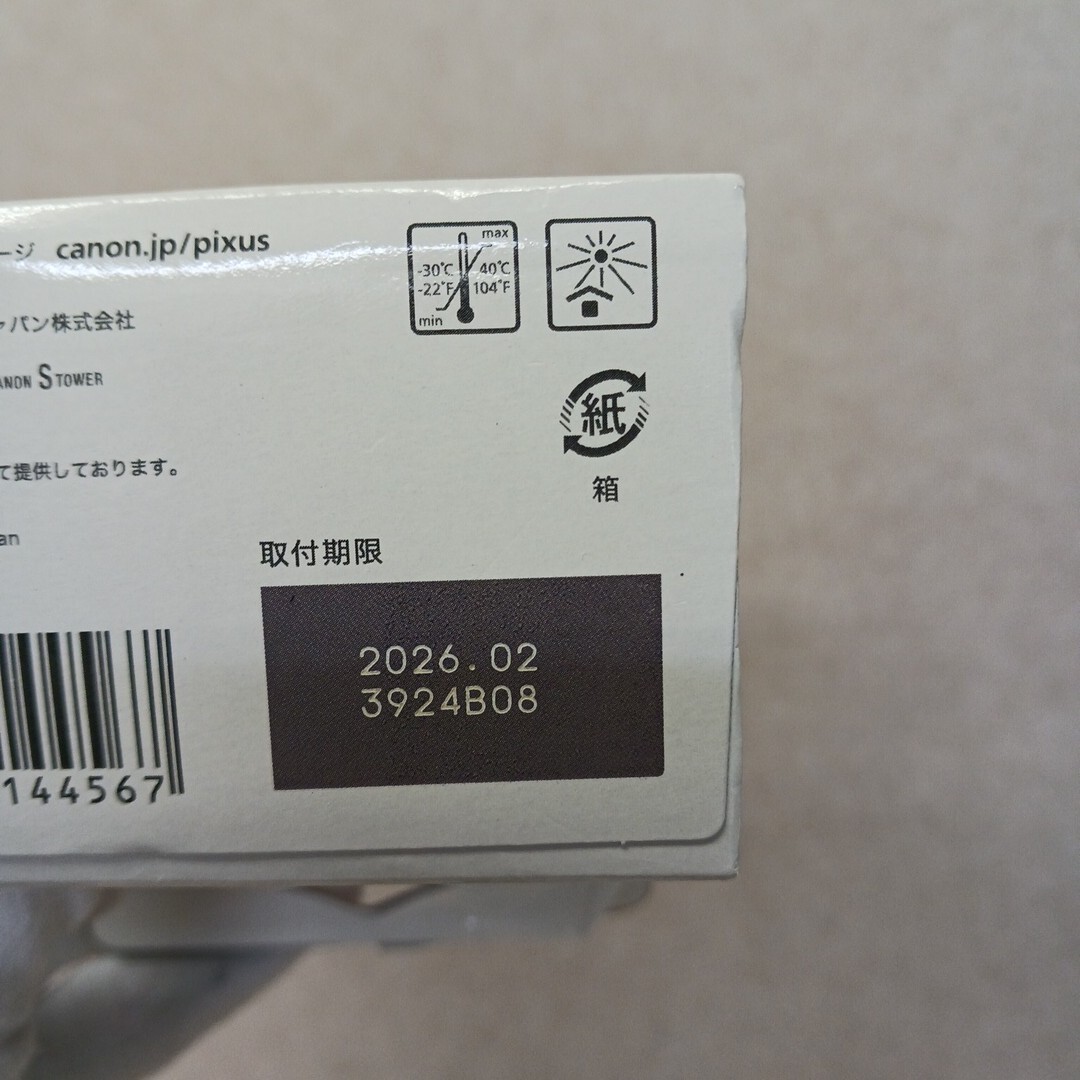 ージ canon.jp/pixus
max
-30°C 40°C
-22°F 104°F
min
ャパン株式会社
ANON S TOWER
紙
箱
て提供しております。
an
取付期限
2026.02
3924B08
144567